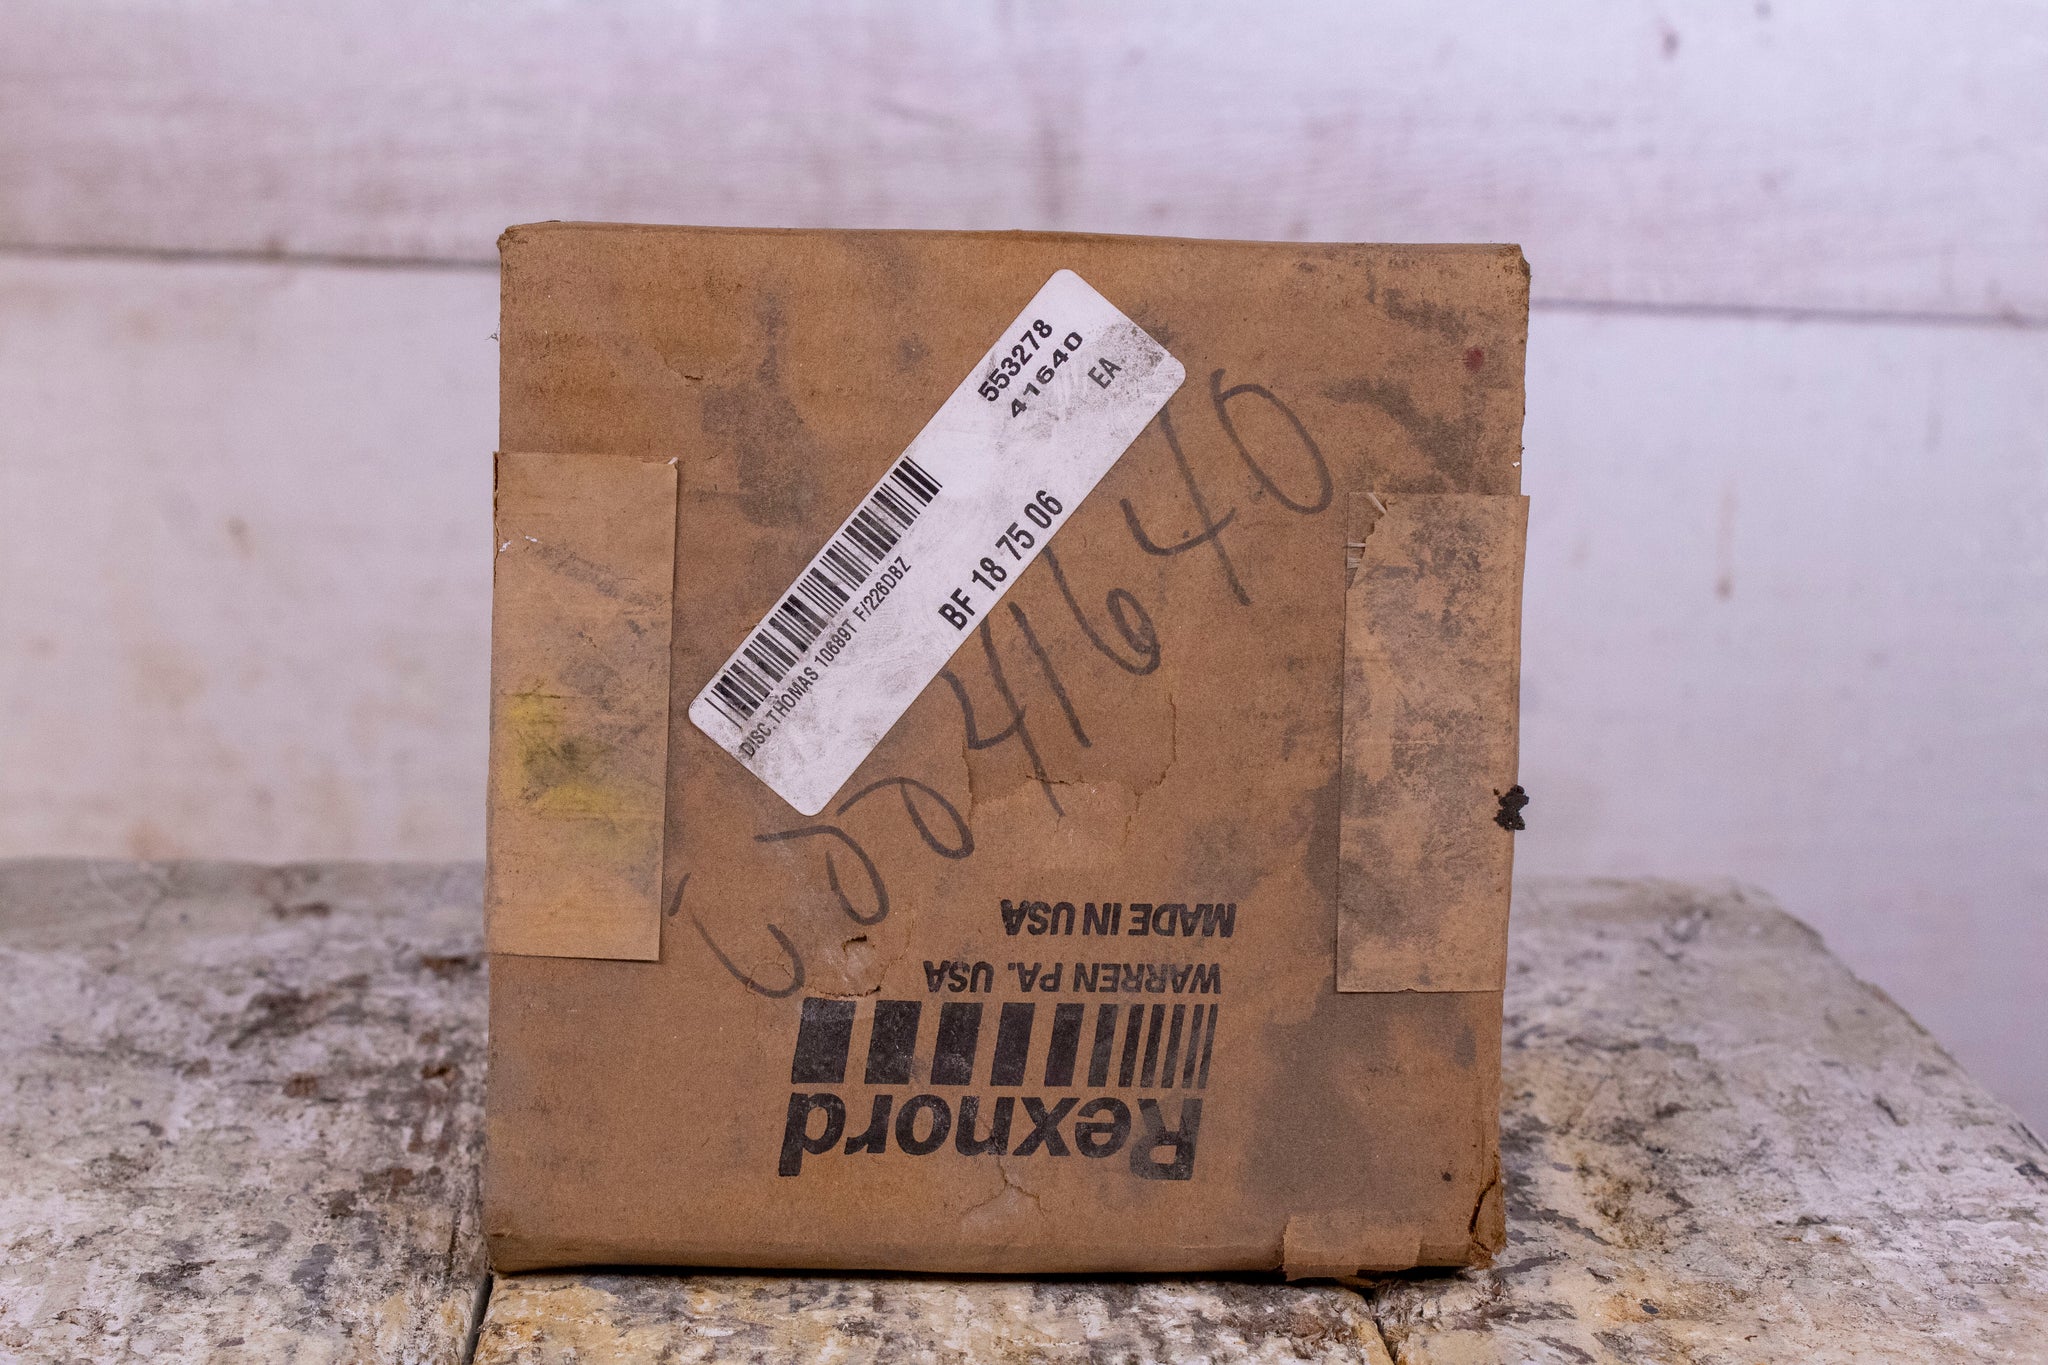 553278
41640
EA
DISC:THOMAS 10689T F/226DBZ
BF 18 75 06
41640
MADE IN USA
WARREN PA. USA
Rexnord